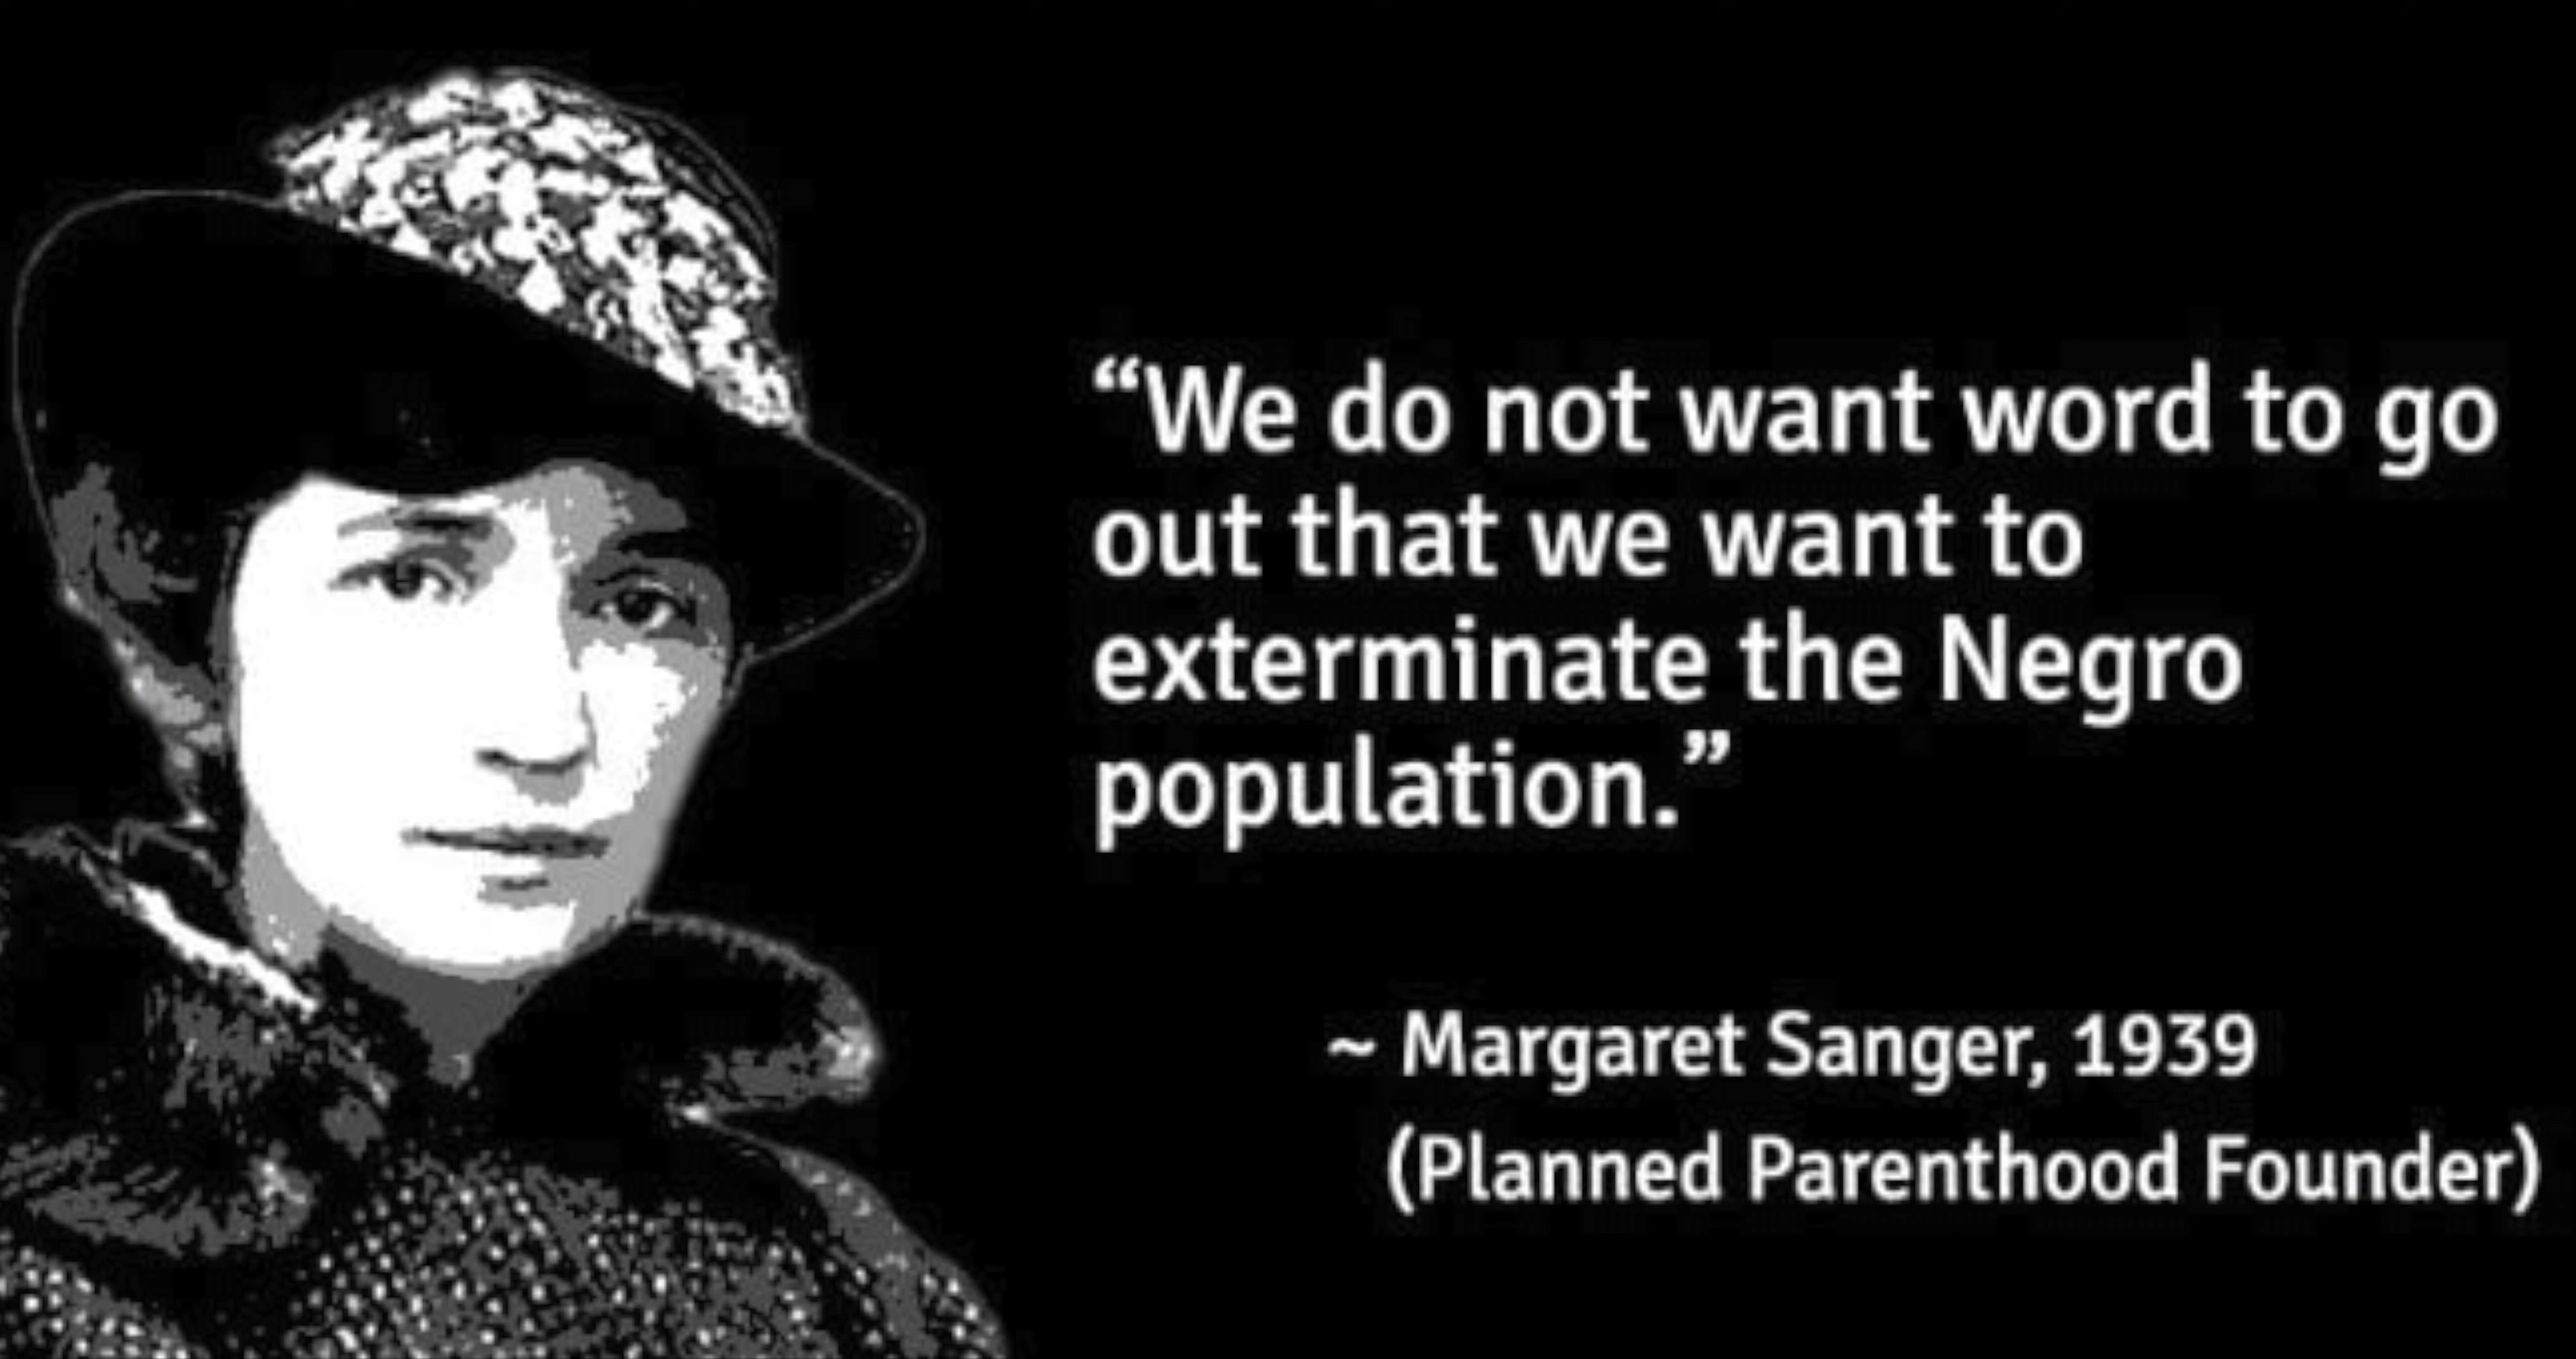 “We do not want word to go
out that we want to
exterminate the Negro
population.”
~ Margaret Sanger, 1939
(Planned Parenthood Founder)